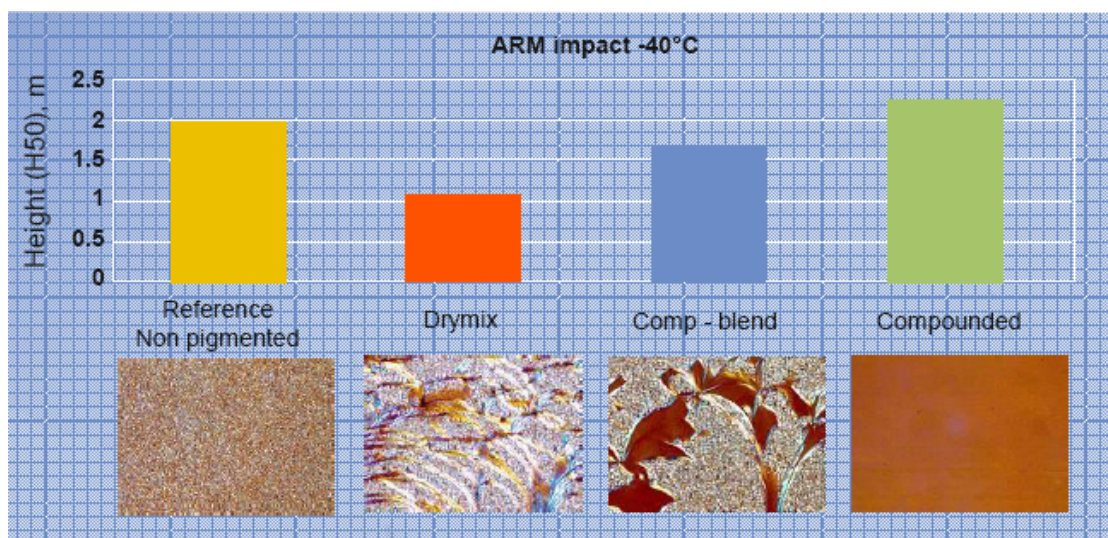 ARM impact -40°C
Height (H50), m
2.5
2
1.5
1
0.5
0
Reference
Non pigmented
Drymix
Comp - blend
Compounded